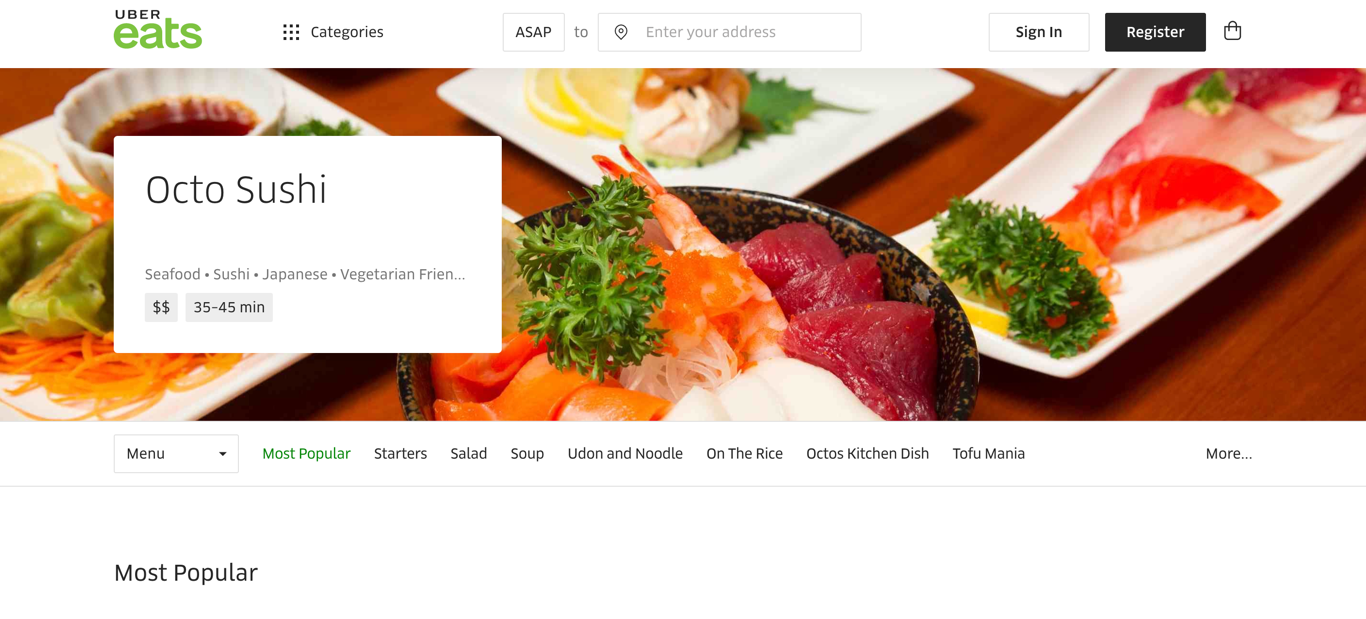 UBER
eats
Categories
ASAP to Enter your address
Sign In
Register
Octo Sushi
Seafood • Sushi • Japanese • Vegetarian Frien...
$$ 35–45 min
Menu
Most Popular Starters Salad Soup Udon and Noodle On The Rice Octos Kitchen Dish Tofu Mania More...
Most Popular